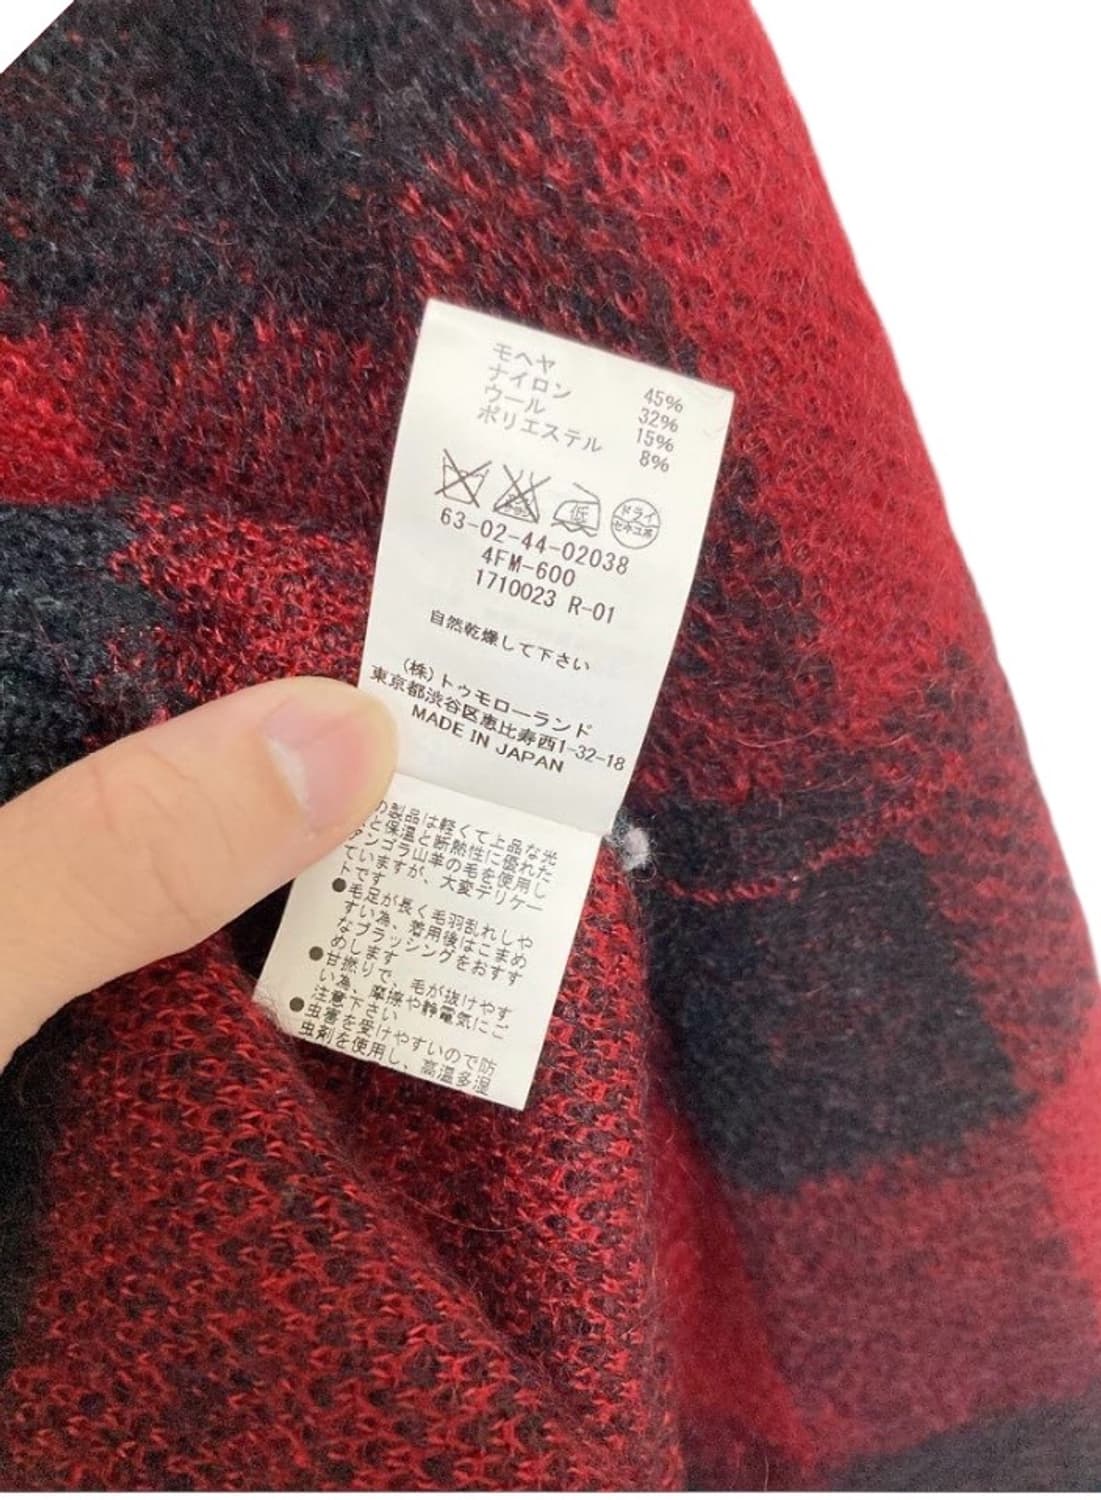 モヘヤ 45%
ナイロン 32%
ウール 15%
ポリエステル 8%
低
ドライ
セキユ系
63-02-44-02038
4FM-600
1710023 R-01
自然乾燥して下さい
(株)トゥモローランド
東京都渋谷区恵比寿西1-32-18
MADE IN JAPAN
の製品は軽くて上品な光
と保温と断熱性に優れた
アンゴラ山羊の毛を使用し
ていますが、大変デリケー
トです
●毛足が長く毛羽乱れしや
すい為、着用後はこまめ
なブラッシングをおすす
めします
●甘撚りで、毛が抜けやす
い為、摩擦や静電気にご
注意下さい
●虫害を受けやすいので防
虫剤を使用し、高温多湿